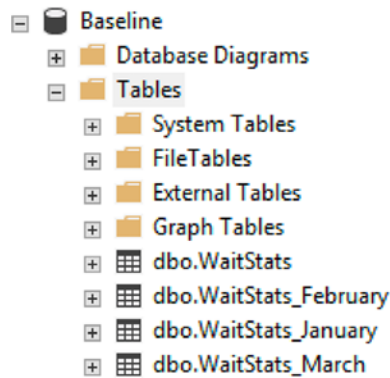 Baseline
Database Diagrams
Tables
System Tables
FileTables
External Tables
Graph Tables
dbo.WaitStats
dbo.WaitStats_February
dbo.WaitStats_January
dbo.WaitStats_March